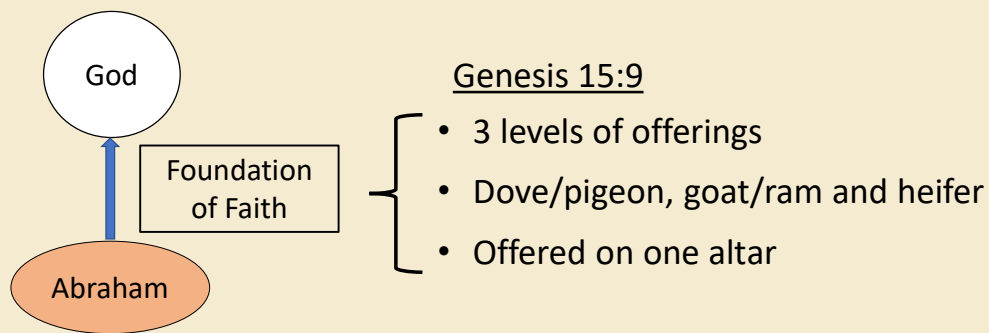 God
Genesis 15:9
• 3 levels of offerings
Foundation
of Faith
• Dove/pigeon, goat/ram and heifer
• Offered on one altar
Abraham